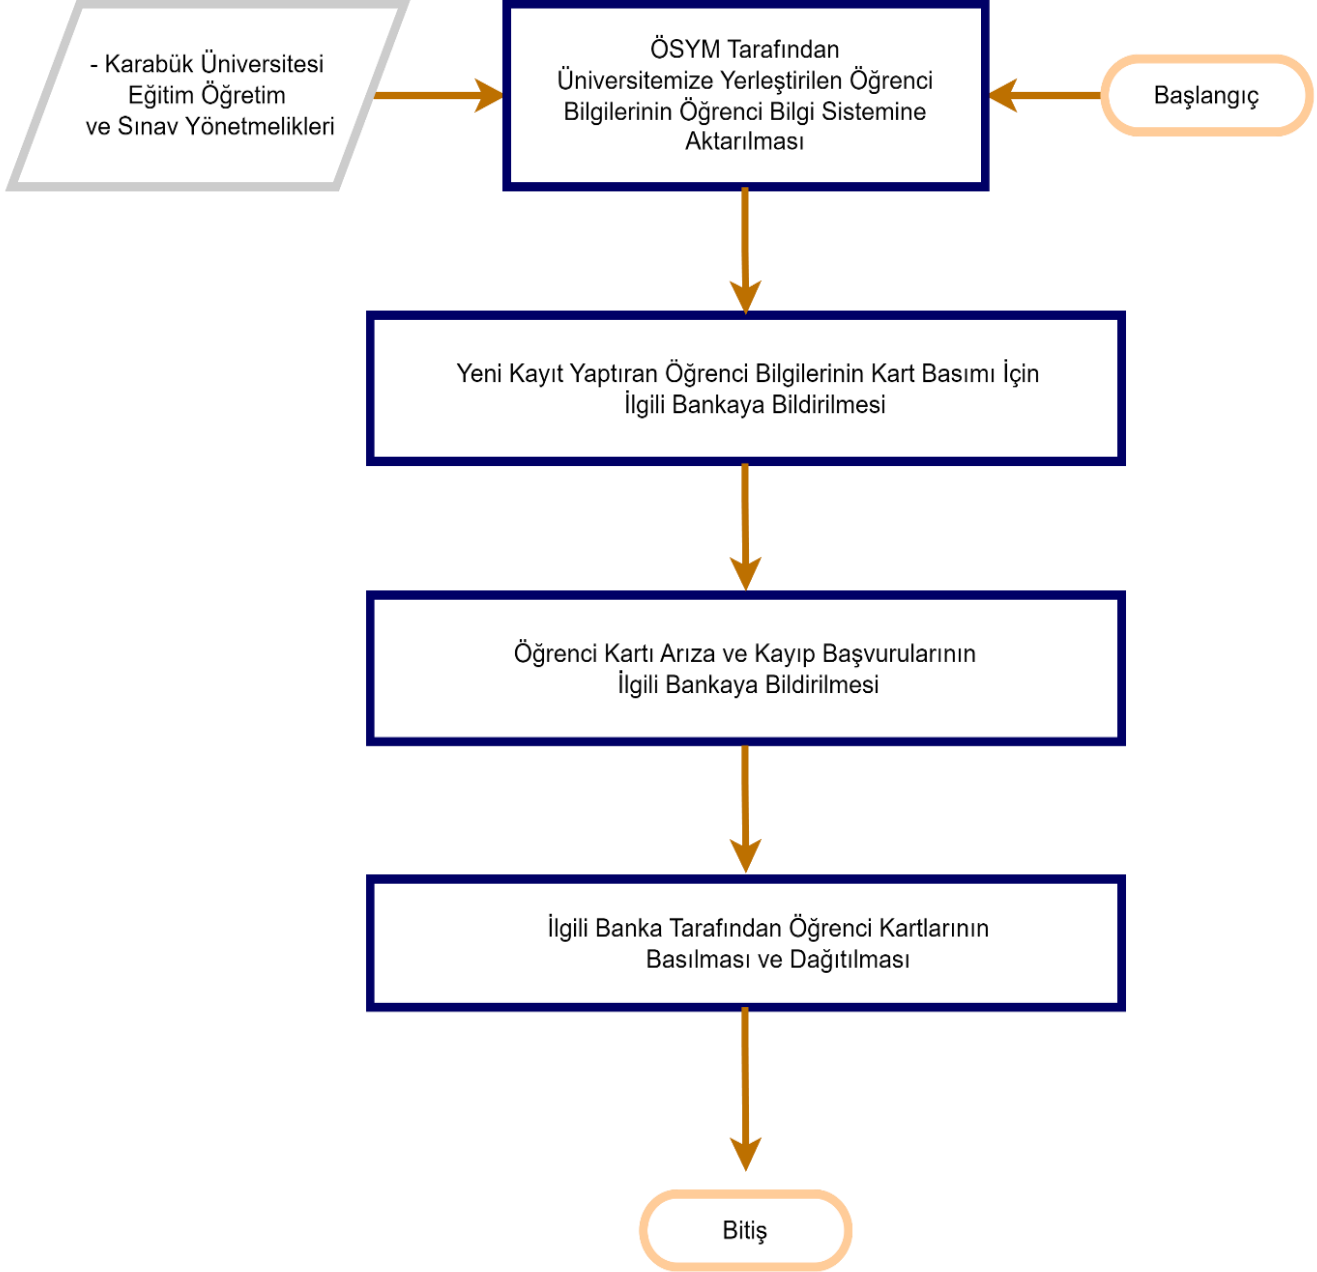 - Karabük Üniversitesi
Eğitim Öğretim
ve Sınav Yönetmelikleri
ÖSYM Tarafından
Üniversitemize Yerleştirilen Öğrenci
Bilgilerinin Öğrenci Bilgi Sistemine
Aktarılması
Başlangıç
Yeni Kayıt Yaptıran Öğrenci Bilgilerinin Kart Basımı İçin
İlgili Bankaya Bildirilmesi
Öğrenci Kartı Arıza ve Kayıp Başvurularının
İlgili Bankaya Bildirilmesi
İlgili Banka Tarafından Öğrenci Kartlarının
Basılması ve Dağıtılması
Bitiş